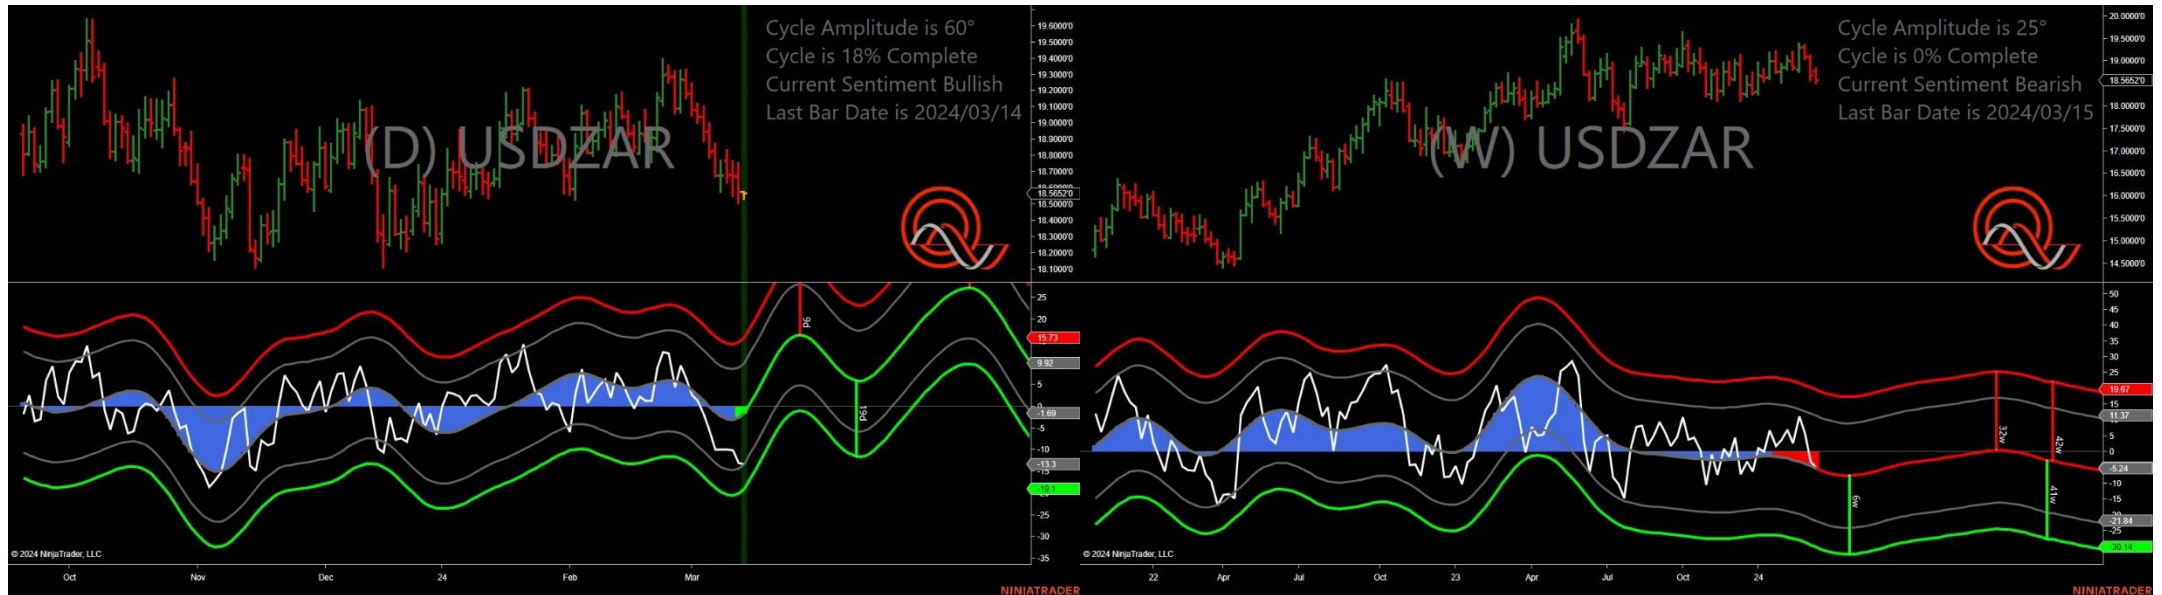 Cycle Amplitude is 60°
Cycle is 18% Complete
Current Sentiment Bullish
Last Bar Date is 2024/03/14
(D) USDZAR
19.6000'0
19.5000'0
19.4000'0
19.3000'0
19.2000'0
19.1000'0
19.0000'0
18.9000'0
18.8000'0
18.7000'0
18.5652'0
18.5000'0
18.4000'0
18.3000'0
18.2000'0
18.1000'0
25
20
15.73
9.92
5
0
-1.69
-5
-10
-13.3
-15
-19.1
-25
-30
-35
9d
19d
© 2024 NinjaTrader, LLC
Oct
Nov
Dec
24
Feb
Mar
NINJATRADER
Cycle Amplitude is 25°
Cycle is 0% Complete
Current Sentiment Bearish
Last Bar Date is 2024/03/15
(W) USDZAR
20.0000'0
19.5000'0
19.0000'0
18.5652'0
18.0000'0
17.5000'0
17.0000'0
16.5000'0
16.0000'0
15.5000'0
15.0000'0
14.5000'0
50
45
40
35
30
25
19.67
15
11.37
5
0
-5.24
-10
-15
-21.84
-25
-30.14
32w
42w
6w
41w
© 2024 NinjaTrader, LLC
22
Apr
Jul
Oct
23
Apr
Jul
Oct
24
NINJATRADER